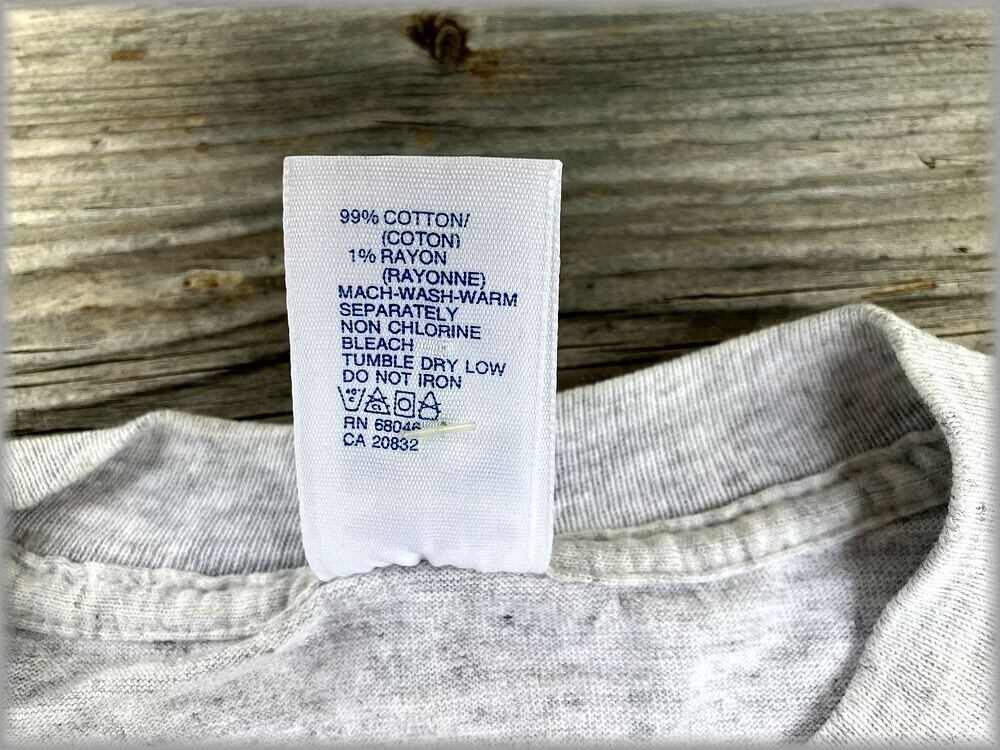 99% COTTON/
(COTON)
1% RAYON
(RAYONNE)
MACH-WASH-WARM
SEPARATELY
NON CHLORINE
BLEACH
TUMBLE DRY LOW
DO NOT IRON
RN 68046
CA 20832